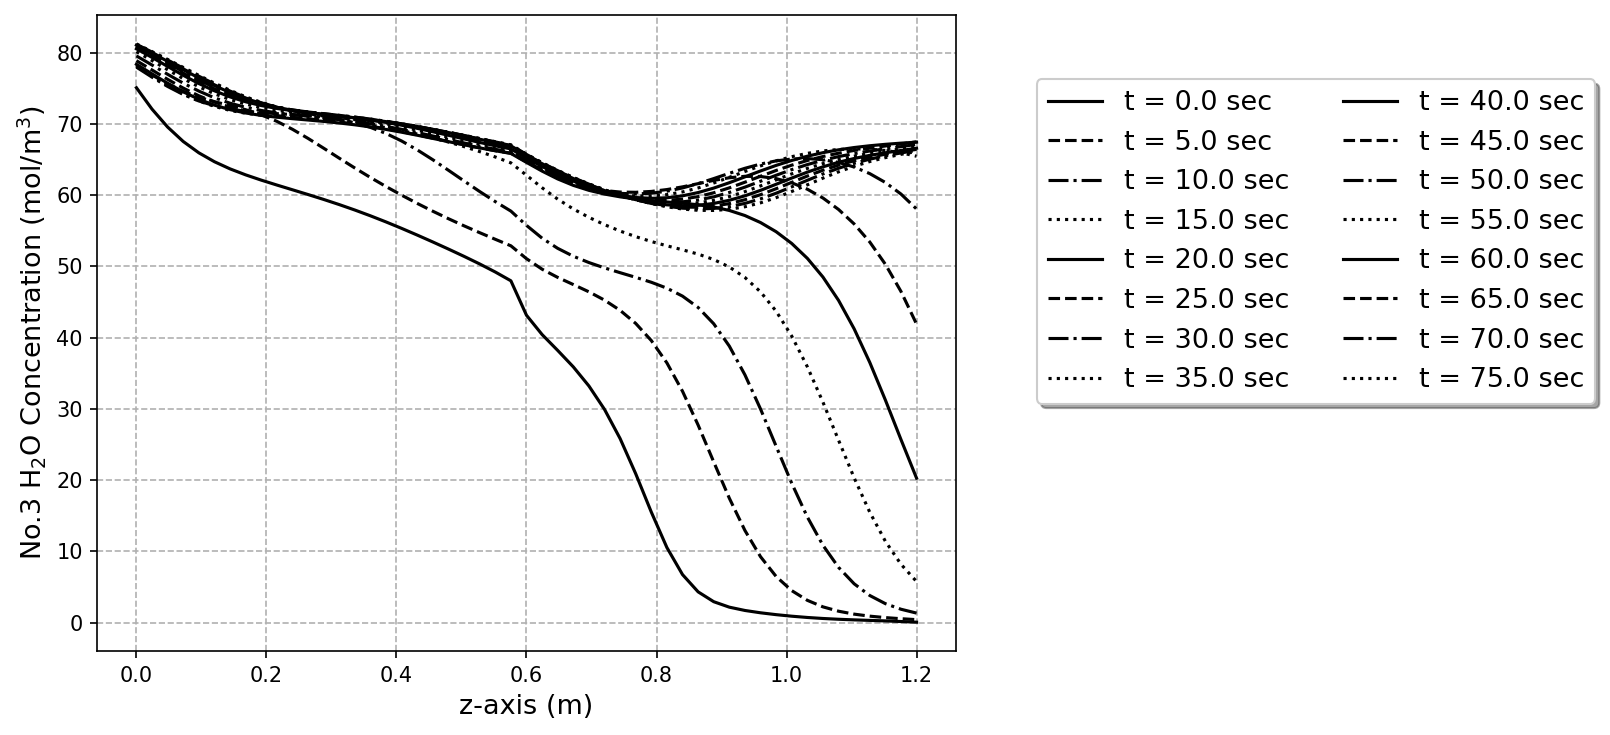 No.3 H₂O Concentration (mol/m³)
80
70
60
50
40
30
20
10
0
0.0 0.2 0.4 0.6 0.8 1.0 1.2
z-axis (m)
t = 0.0 sec
t = 5.0 sec
t = 10.0 sec
t = 15.0 sec
t = 20.0 sec
t = 25.0 sec
t = 30.0 sec
t = 35.0 sec
t = 40.0 sec
t = 45.0 sec
t = 50.0 sec
t = 55.0 sec
t = 60.0 sec
t = 65.0 sec
t = 70.0 sec
t = 75.0 sec